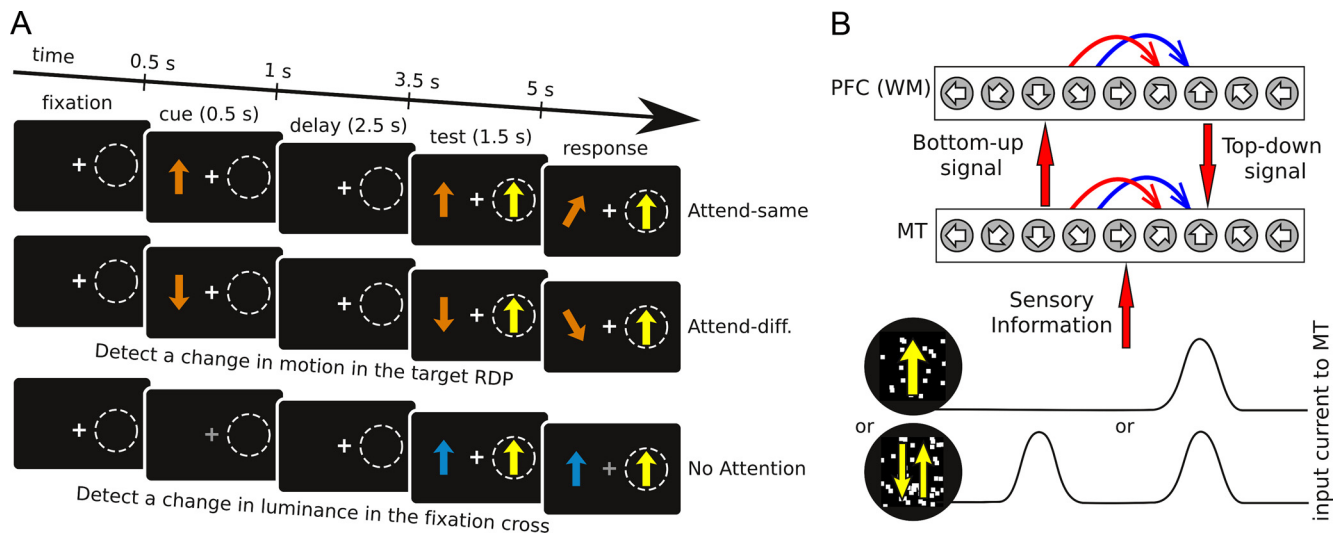 A
time
0.5 s
1 s
3.5 s
5 s
fixation
cue (0.5 s)
delay (2.5 s)
test (1.5 s)
response
Attend-same
Attend-diff.
Detect a change in motion in the target RDP
No Attention
Detect a change in luminance in the fixation cross
B
PFC (WM)
Bottom-up
signal
Top-down
signal
MT
Sensory
Information
or
or
input current to MT